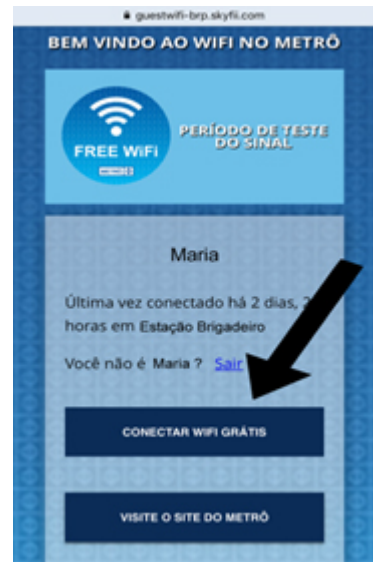 guestwifi-brp.skyfii.com
BEM VINDO AO WIFI NO METRÔ
FREE WiFi
PERÍODO DE TESTE
DO SINAL
Maria
Última vez conectado há 2 dias,
horas em Estação Brigadeiro
Você não é Maria ? Sair
CONECTAR WIFI GRÁTIS
VISITE O SITE DO METRÔ